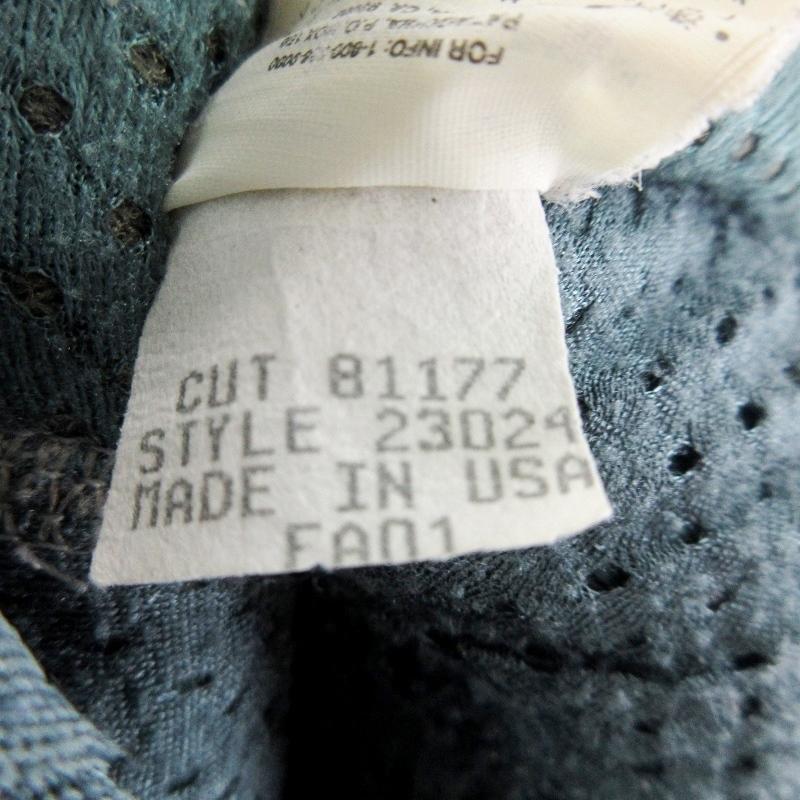 FOR INFO: 1-800-
CUT 81177
STYLE 23024
MADE IN USA
FA01